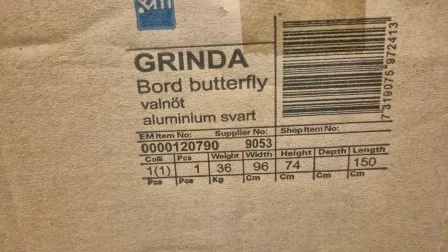 em
GRINDA
Bord butterfly
valnöt
aluminium svart
7 319075 972413
EM Item No: Supplier No: Shop Item No:
0000120790 9053
Colli Pcs Weight Width Height Depth Length
1(1) 1 36 96 74 150
Pcs Pcs Kg Cm Cm Cm Cm